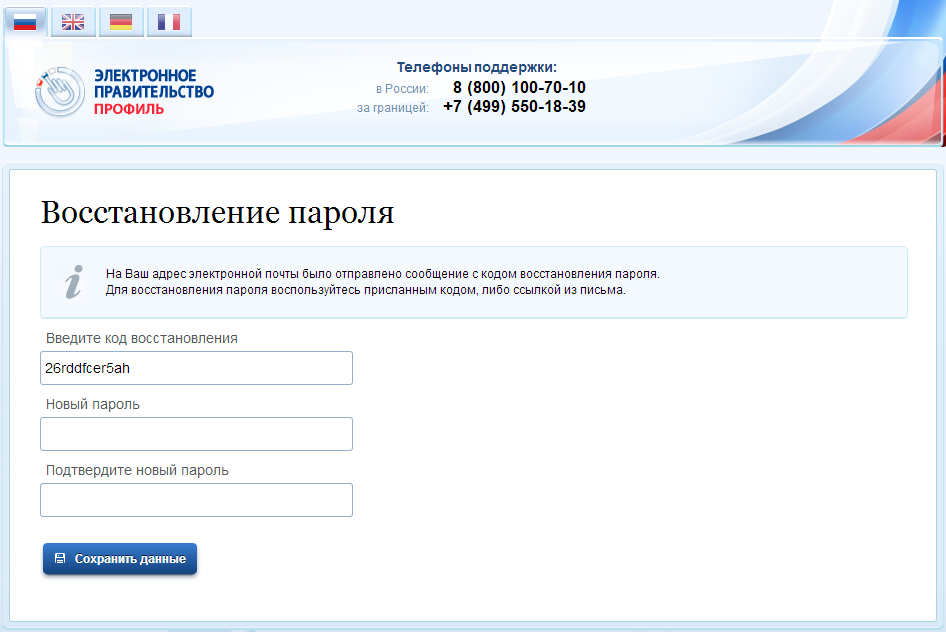 ЭЛЕКТРОННОЕ
ПРАВИТЕЛЬСТВО
ПРОФИЛЬ
Телефоны поддержки:
в России: 8 (800) 100-70-10
за границей: +7 (499) 550-18-39
Восстановление пароля
На Ваш адрес электронной почты было отправлено сообщение с кодом восстановления пароля.
Для восстановления пароля воспользуйтесь присланным кодом, либо ссылкой из письма.
Введите код восстановления
26rddfcer5ah
Новый пароль
Подтвердите новый пароль
Сохранить данные